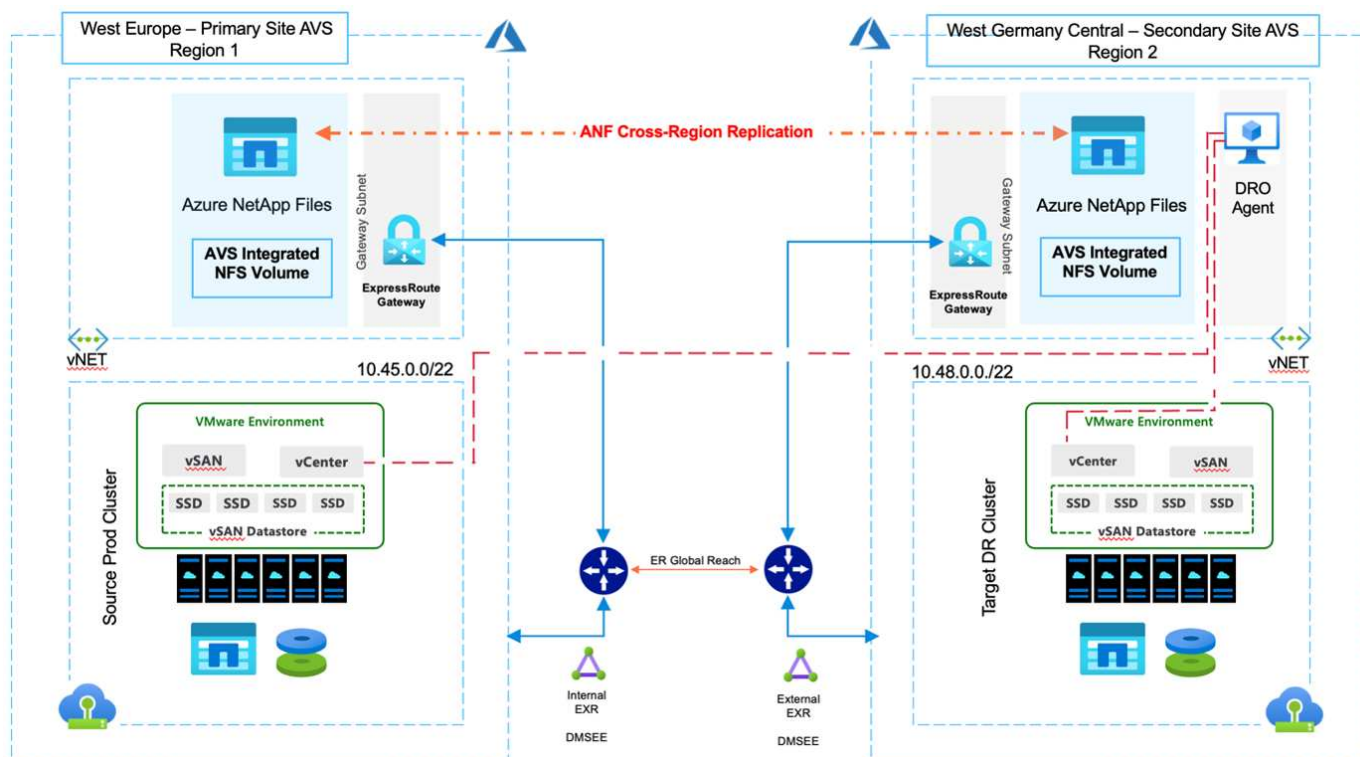 West Europe – Primary Site AVS
Region 1
West Germany Central – Secondary Site AVS
Region 2
ANF Cross-Region Replication
Azure NetApp Files
AVS Integrated
NFS Volume
Gateway Subnet
ExpressRoute
Gateway
vNET
10.45.0.0/22
Gateway Subnet
ExpressRoute
Gateway
Azure NetApp Files
AVS Integrated
NFS Volume
DRO
Agent
vNET
10.48.0.0./22
Source Prod Cluster
VMware Environment
vSAN
vCenter
SSD
SSD
SSD
SSD
vSAN Datastore
ER Global Reach
Internal
EXR
DMSEE
External
EXR
DMSEE
Target DR Cluster
VMware Environment
vCenter
vSAN
SSD
SSD
SSD
SSD
vSAN Datastore